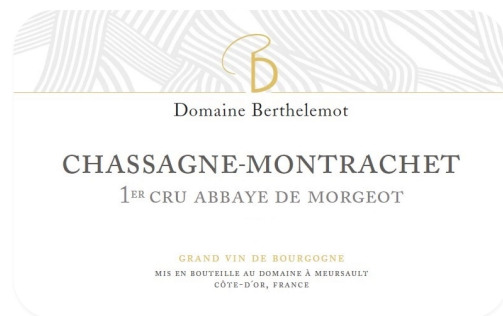 B
Domaine Berthelemot
CHASSAGNE-MONTRACHET
1ER CRU ABBAYE DE MORGEOT
GRAND VIN DE BOURGOGNE
MIS EN BOUTEILLE AU DOMAINE À MEURSAULT
CÔTE-D'OR, FRANCE